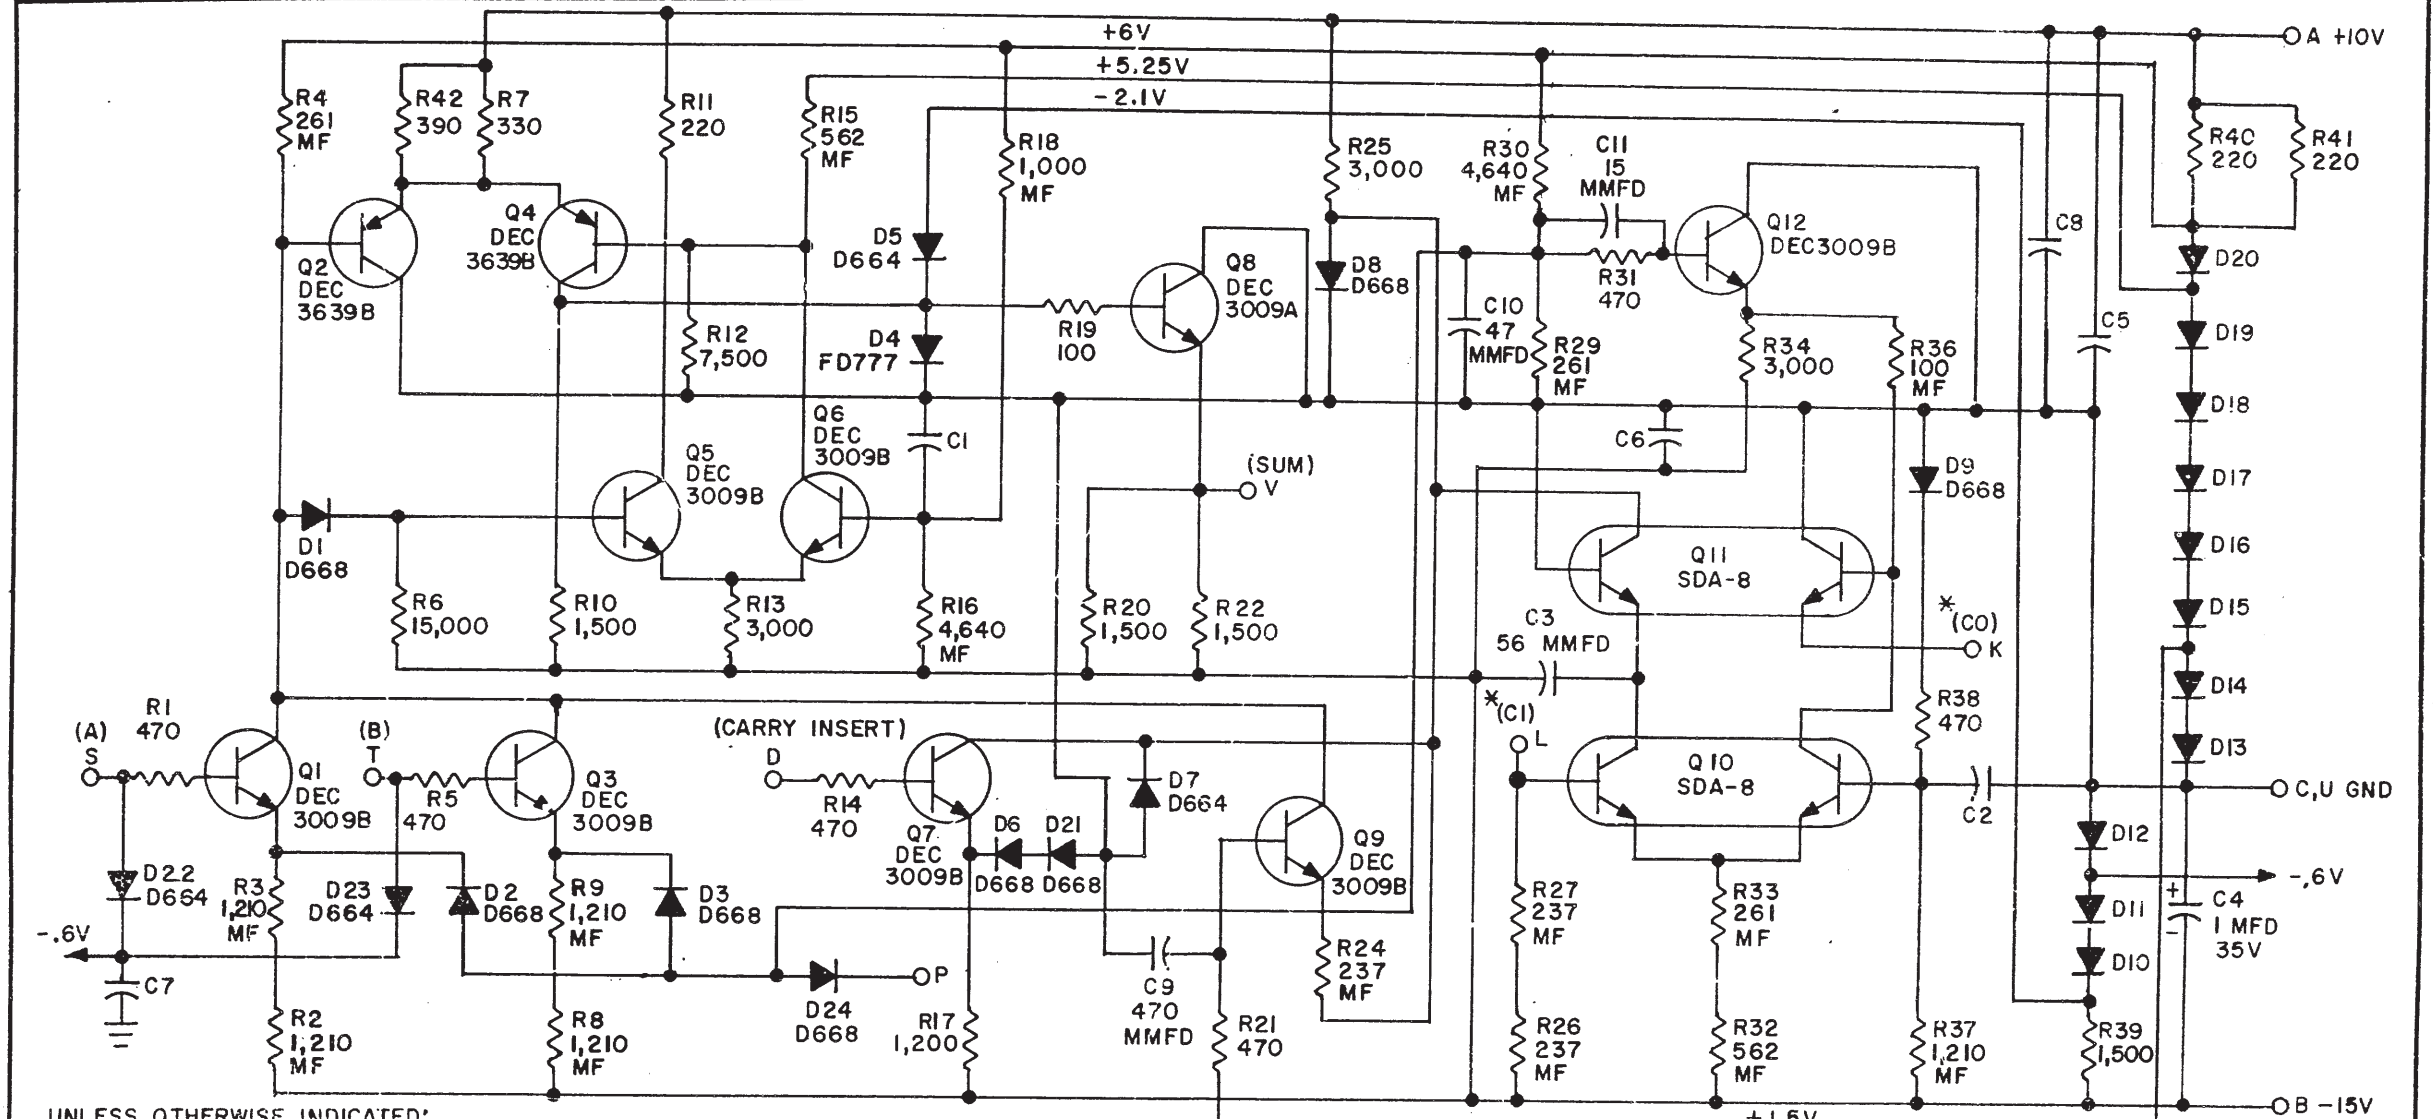 +6V
A +10V
+5.25V
-2.1V
R4
261
MF
R42
390
R7
330
R11
220
R15
562
MF
R18
1,000
MF
R25
3,000
R30
4,640
MF
C11
15
MMFD
R40
220
R41
220
Q2
DEC
3639B
Q4
DEC
3639B
D5
D664
Q8
DEC
3009A
D8
D668
R31
470
Q12
DEC3009B
C8
D20
R12
7,500
D4
FD777
R19
100
C10
47
MMFD
R29
261
MF
R34
3,000
R36
100
MF
C5
D19
D18
Q5
DEC
3009B
Q6
DEC
3009B
C1
(SUM)
V
C6
D9
D668
D17
D1
D668
Q11
SDA-8
D16
R6
15,000
R10
1,500
R13
3,000
R16
4,640
MF
R20
1,500
R22
1,500
C3
56 MMFD
*
(CO)
K
D15
R1
470
(A)
S
(B)
T
(CARRY INSERT)
D
*
(CI)
L
R38
470
D14
D13
Q1
DEC
3009B
R5
470
Q3
DEC
3009B
R14
470
Q7
DEC
3009B
D7
D664
Q10
SDA-8
C2
C,U GND
D22
D664
R3
1,210
MF
D23
D664
D2
D668
R9
1,210
MF
D3
D668
D6
D668
D21
D668
Q9
DEC
3009B
R27
237
MF
R33
261
MF
D12
-.6V
D11
+
-
C4
1 MFD
35V
D10
-.6V
C7
D24
D668
P
C9
470
MMFD
R24
237
MF
R2
1,210
MF
R8
1,210
MF
R17
1,200
R21
470
R26
237
MF
R32
562
MF
R37
1,210
MF
R39
1,500
B -15V
UNLESS OTHERWISE INDICATED:
+1.6V